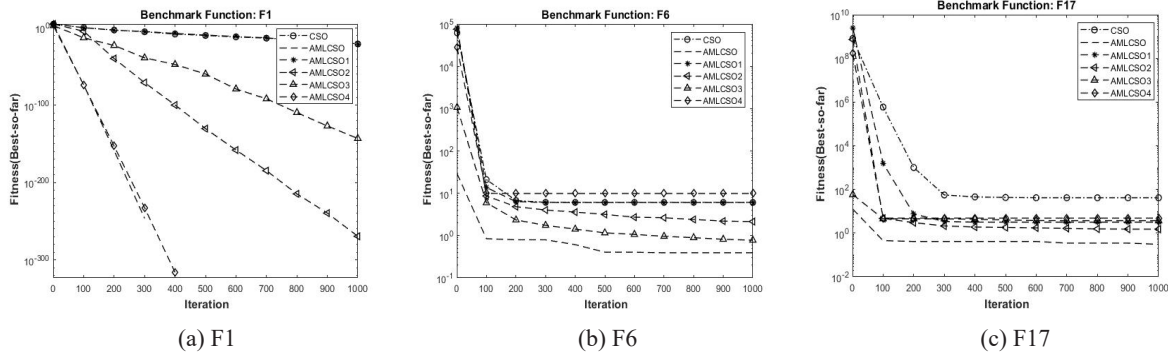 Benchmark Function: F1
10^0
10^-100
10^-200
10^-300
Fitness(Best-so-far)
CSO
AMLCSO
AMLCSO1
AMLCSO2
AMLCSO3
AMLCSO4
0 100 200 300 400 500 600 700 800 900 1000
Iteration
(a) F1
Benchmark Function: F6
10^5
10^4
10^3
10^2
10^1
10^0
10^-1
Fitness(Best-so-far)
CSO
AMLCSO
AMLCSO1
AMLCSO2
AMLCSO3
AMLCSO4
0 100 200 300 400 500 600 700 800 900 1000
Iteration
(b) F6
Benchmark Function: F17
10^10
10^8
10^6
10^4
10^2
10^0
10^-2
Fitness(Best-so-far)
CSO
AMLCSO
AMLCSO1
AMLCSO2
AMLCSO3
AMLCSO4
0 100 200 300 400 500 600 700 800 900 1000
Iteration
(c) F17